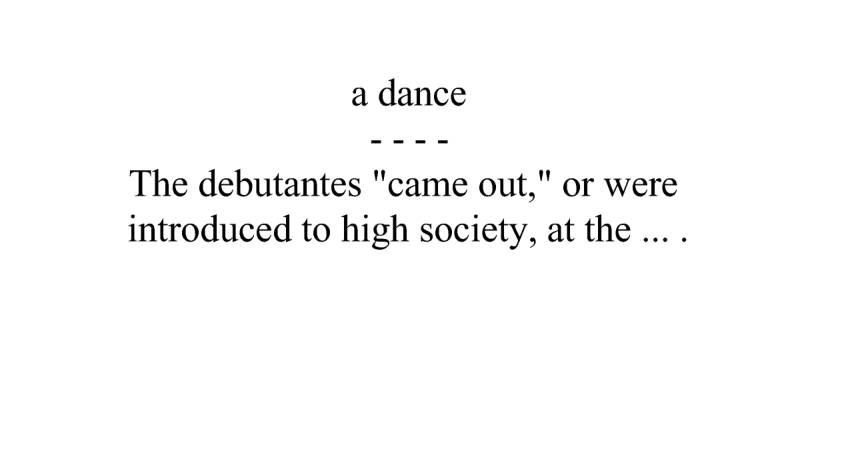 a dance
- - - -
The debutantes "came out," or were
introduced to high society, at the ... .